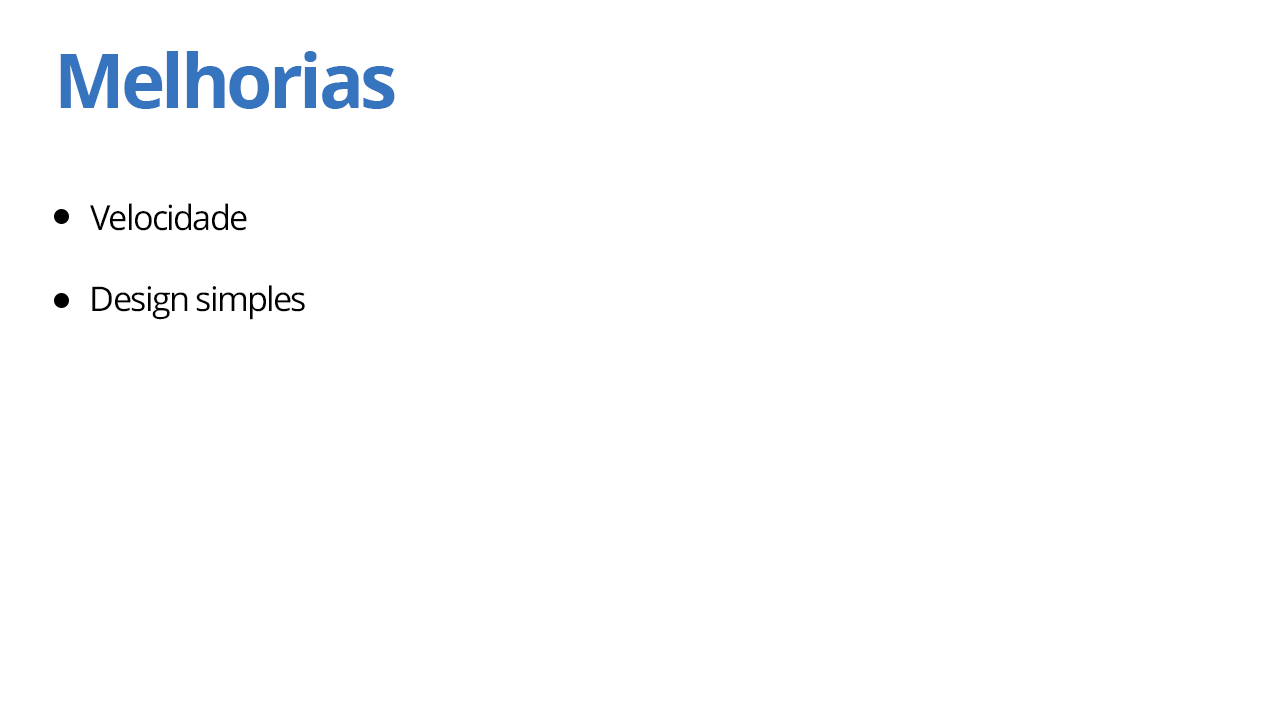 Melhorias
• Velocidade
• Design simples